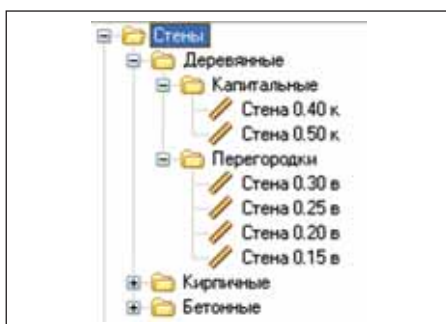 Стены
Деревянные
Капитальные
Стена 0.40 к
Стена 0.50 к
Перегородки
Стена 0.30 в
Стена 0.25 в
Стена 0.20 в
Стена 0.15 в
Кирпичные
Бетонные